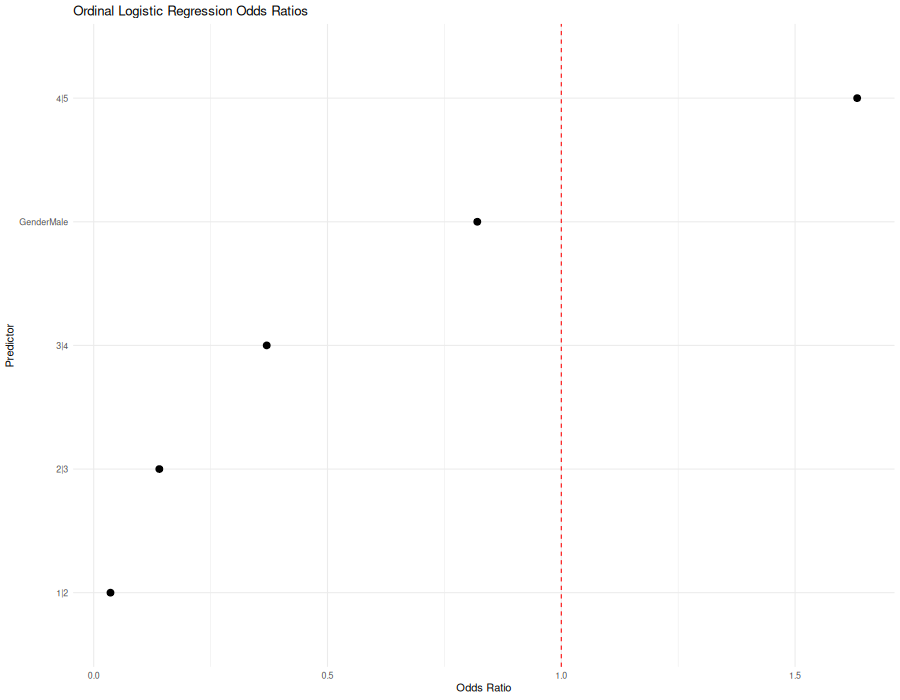 Ordinal Logistic Regression Odds Ratios
Predictor
4|5
GenderMale
3|4
2|3
1|2
0.0 0.5 1.0 1.5
Odds Ratio